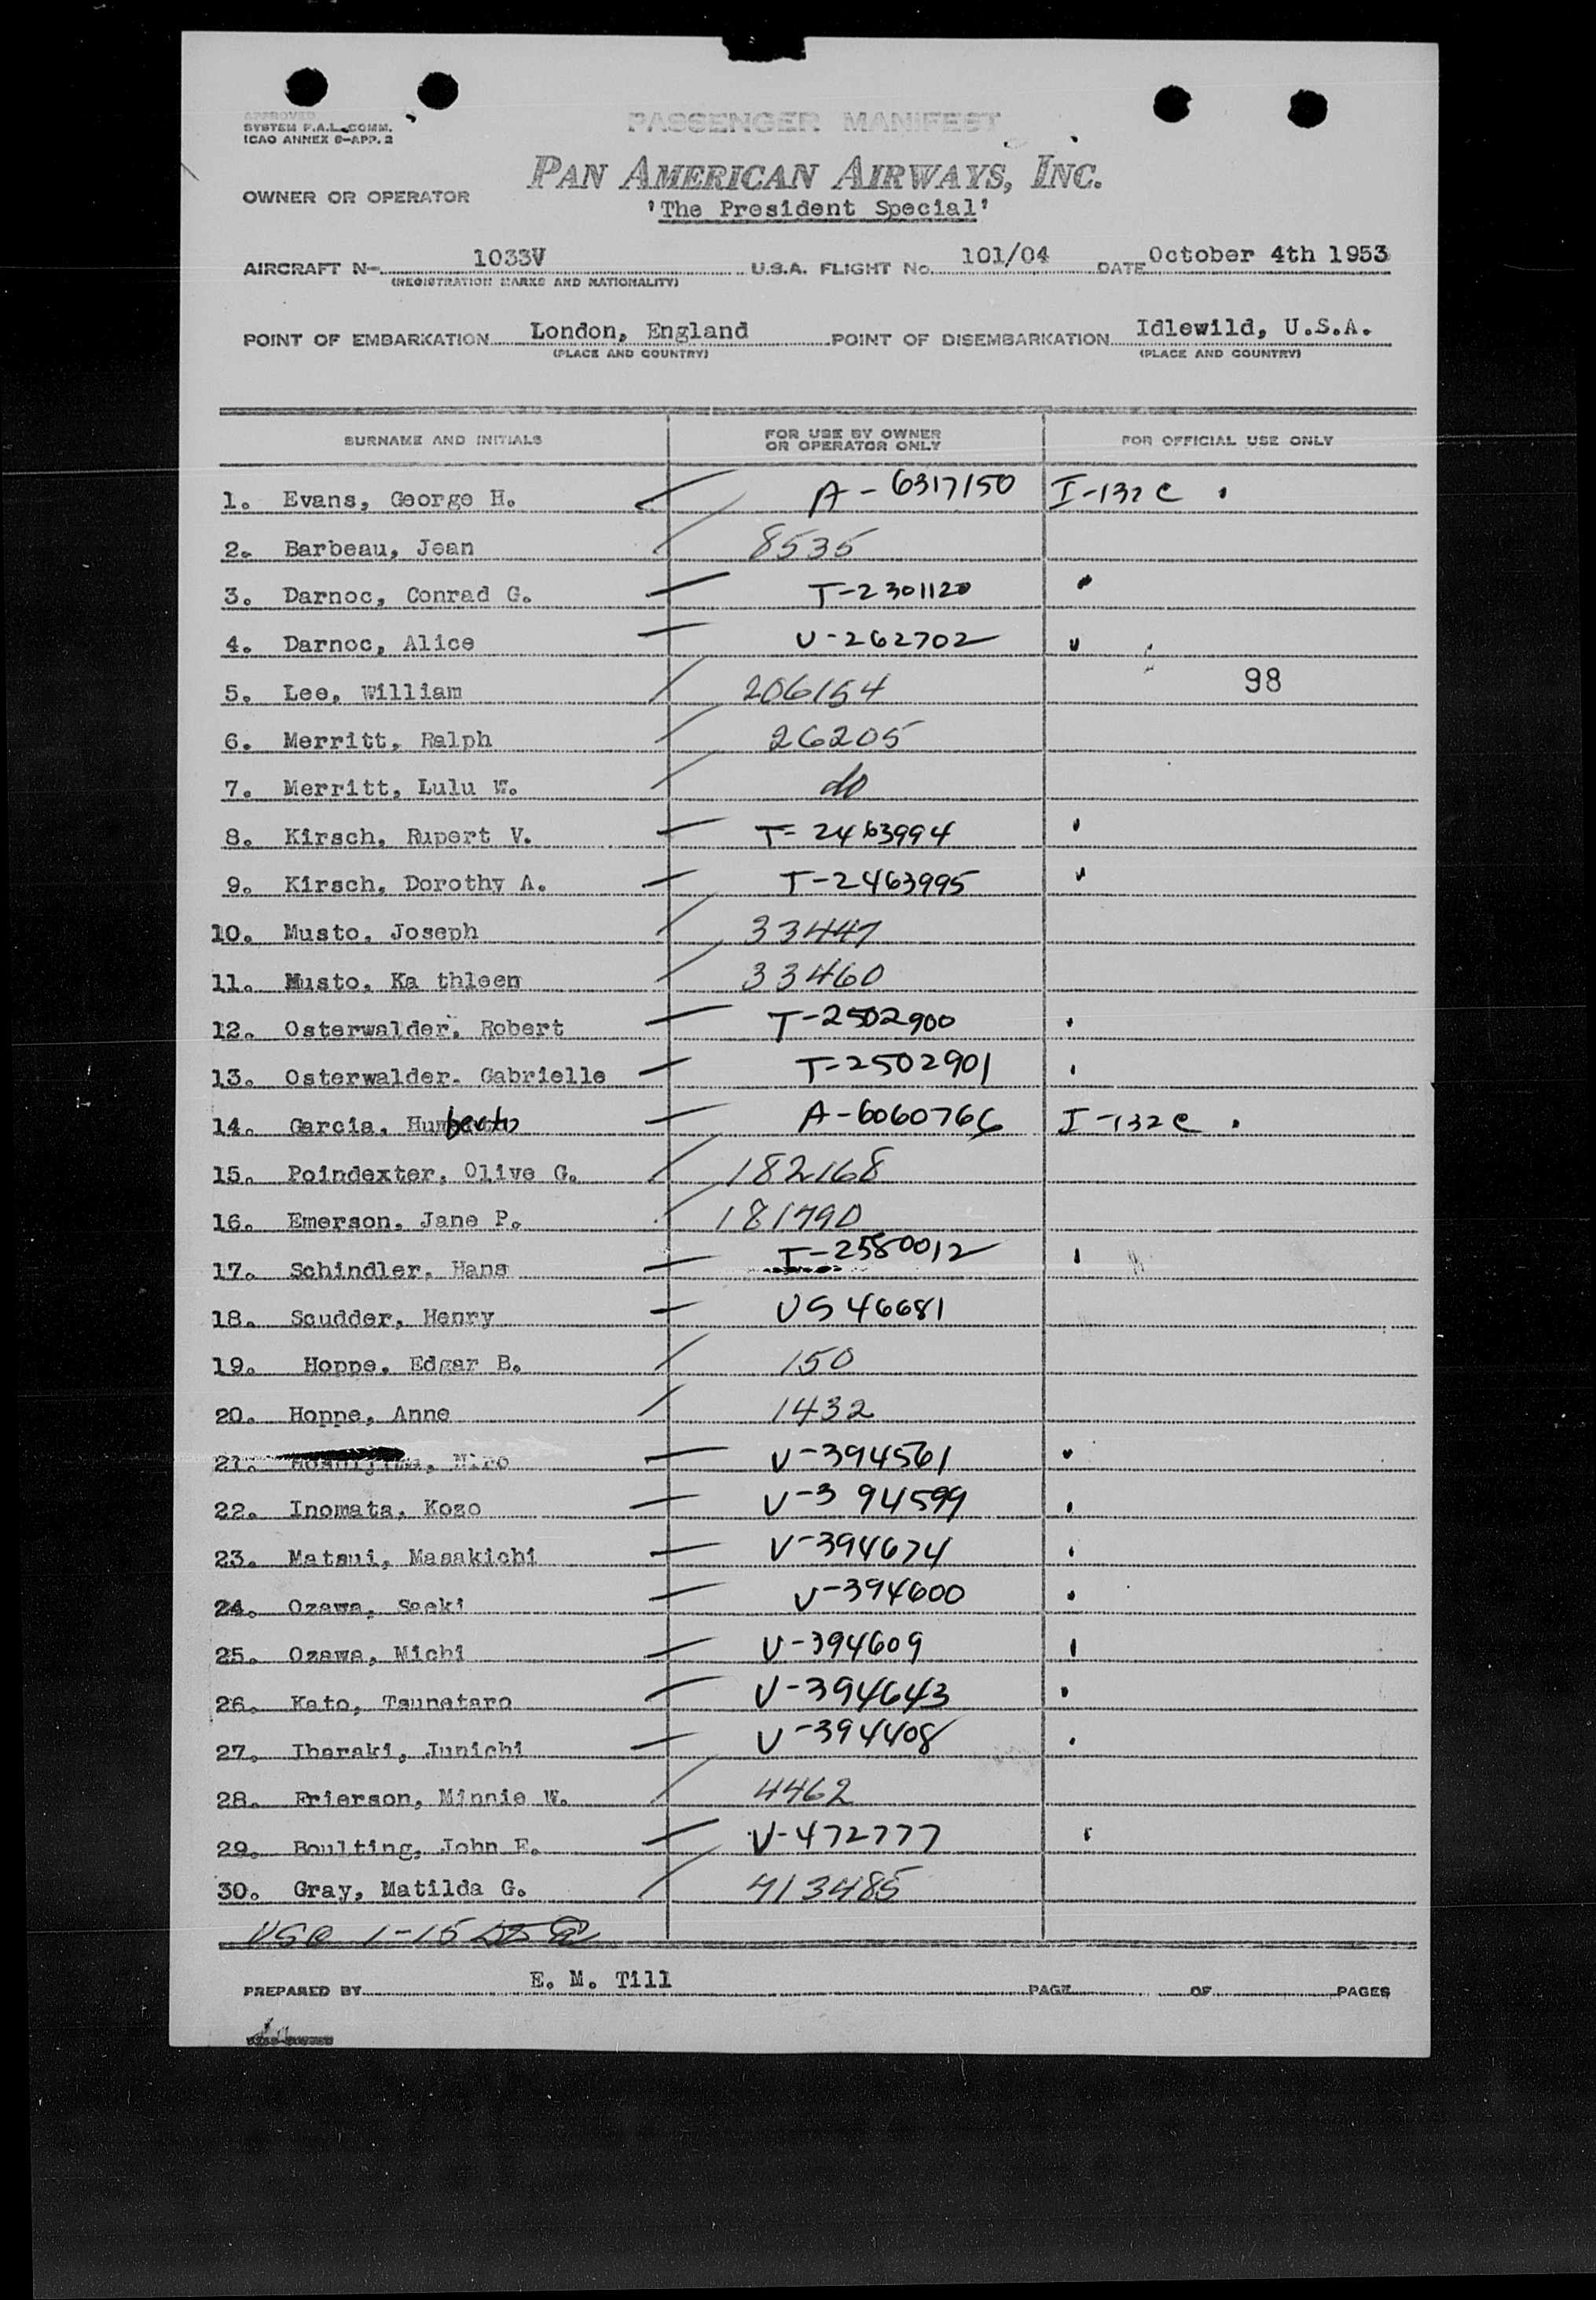 APPROVED
SYSTEM F.A.L. COMM.
ICAO ANNEX 9-APP. 2
PASSENGER MANIFEST
OWNER OR OPERATOR PAN AMERICAN AIRWAYS, INC.
'The President Special'
AIRCRAFT N- 1033V U.S.A. FLIGHT No. 101/04 DATE October 4th 1953
(REGISTRATION MARKS AND NATIONALITY)
POINT OF EMBARKATION London, England POINT OF DISEMBARKATION Idlewild, U.S.A.
(PLACE AND COUNTRY) (PLACE AND COUNTRY)
SURNAME AND INITIALS FOR USE BY OWNER OR OPERATOR ONLY FOR OFFICIAL USE ONLY
1. Evans, George H. A-6317150 I-132 C
2. Barbeau, Jean 8535
3. Darnoc, Conrad G. T-2301120
4. Darnoc, Alice V-262702
5. Lee, William 206154 98
6. Merritt, Ralph 26205
7. Merritt, Lulu W. do
8. Kirsch, Rupert V. T-2463994
9. Kirsch, Dorothy A. T-2463995
10. Musto, Joseph 33447
11. Musto, Ka thleen 33460
12. Osterwalder, Robert T-2502900
13. Osterwalder. Gabrielle T-2502901
14. Garcia, Humberto A-6060766 I-132 C
15. Poindexter, Olive G. 182168
16. Emerson, Jane P. 181790
17. Schindler, Hans T-2580012
18. Scudder, Henry VS 46681
19. Hoppe, Edgar B. 150
20. Hoppe, Anne 1432
21. V-394561
22. Inomata, Kozo V-394599
23. Matsui, Masakichi V-394674
24. Ozawa, Saeki V-394600
25. Ozawa, Michi V-394609
26. Kato, Tsunetaro V-394643
27. Ibaraki, Junichi V-394408
28. Frierson, Minnie W. 4462
29. Boulting, John E. V-472777
30. Gray, Matilda G. 413485
USC 1-15
PREPARED BY E. M. Till PAGE OF PAGES